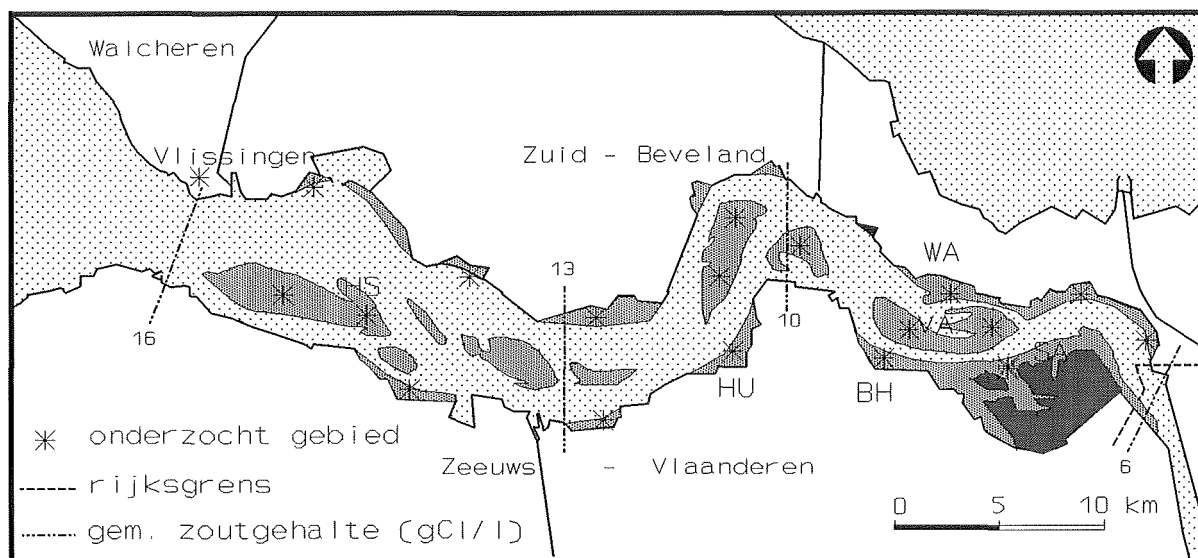 Walcheren
Vlissingen
Zuid - Beveland
WA
HS
13
VA
SA
16
10
HU
BH
6
onderzocht gebied
rijksgrens
gem. zoutgehalte (gCl/l)
Zeeuws - Vlaanderen
0 5 10 km